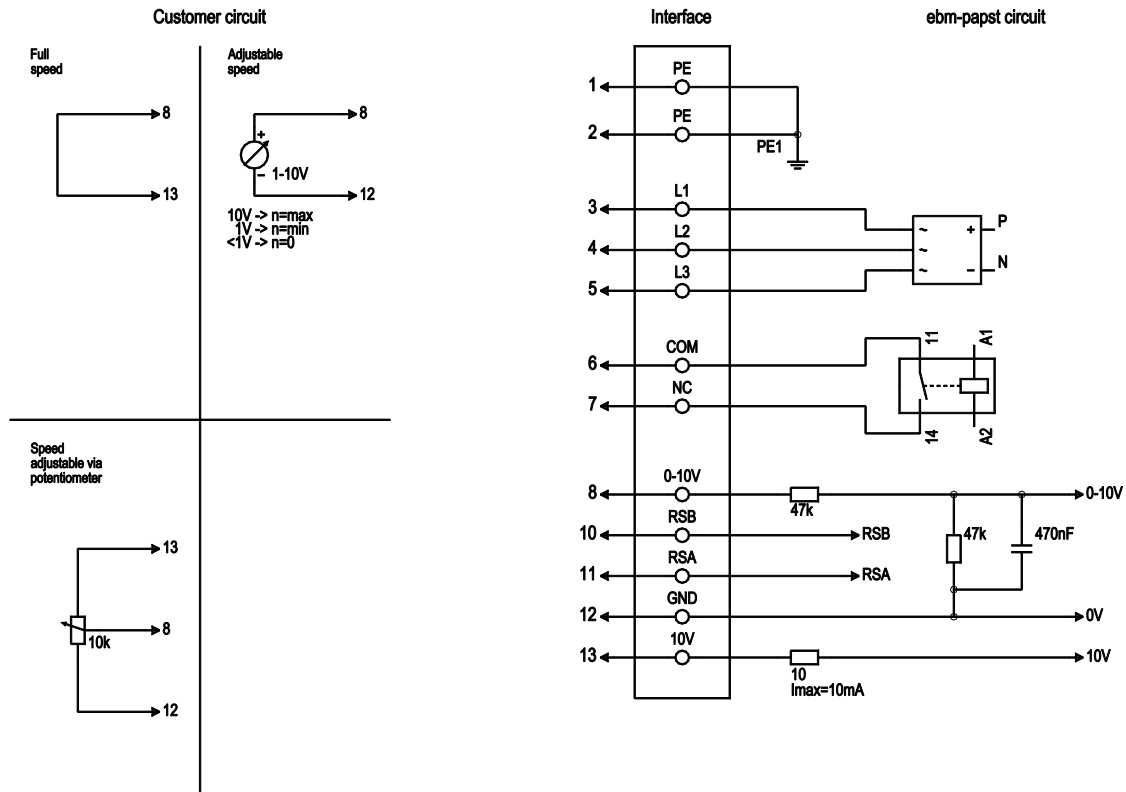 Customer circuit
Interface
ebm-papst circuit
Full
speed
8
13
Adjustable
speed
8
+
– 1-10V
12
10V -> n=max
1V -> n=min
<1V -> n=0
Speed
adjustable via
potentiometer
13
8
10k
12
1
PE
2
PE
PE1
3
L1
4
L2
5
L3
~ + P
~
~ – N
6
COM
7
NC
11
A1
14
A2
8
0-10V
47k
0-10V
10
RSB
RSB
47k
470nF
11
RSA
RSA
12
GND
0V
13
10V
10
Imax=10mA
10V